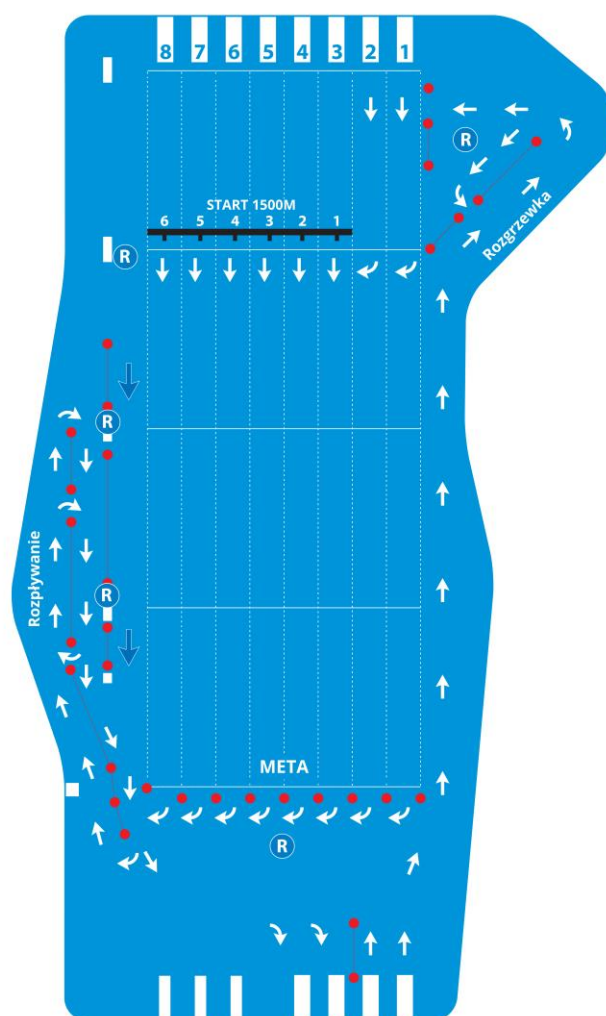 8 7 6 5 4 3 2 1
R
START 1500M
6 5 4 3 2 1
Rozgrzewka
R
R
Rozpływanie
R
META
R